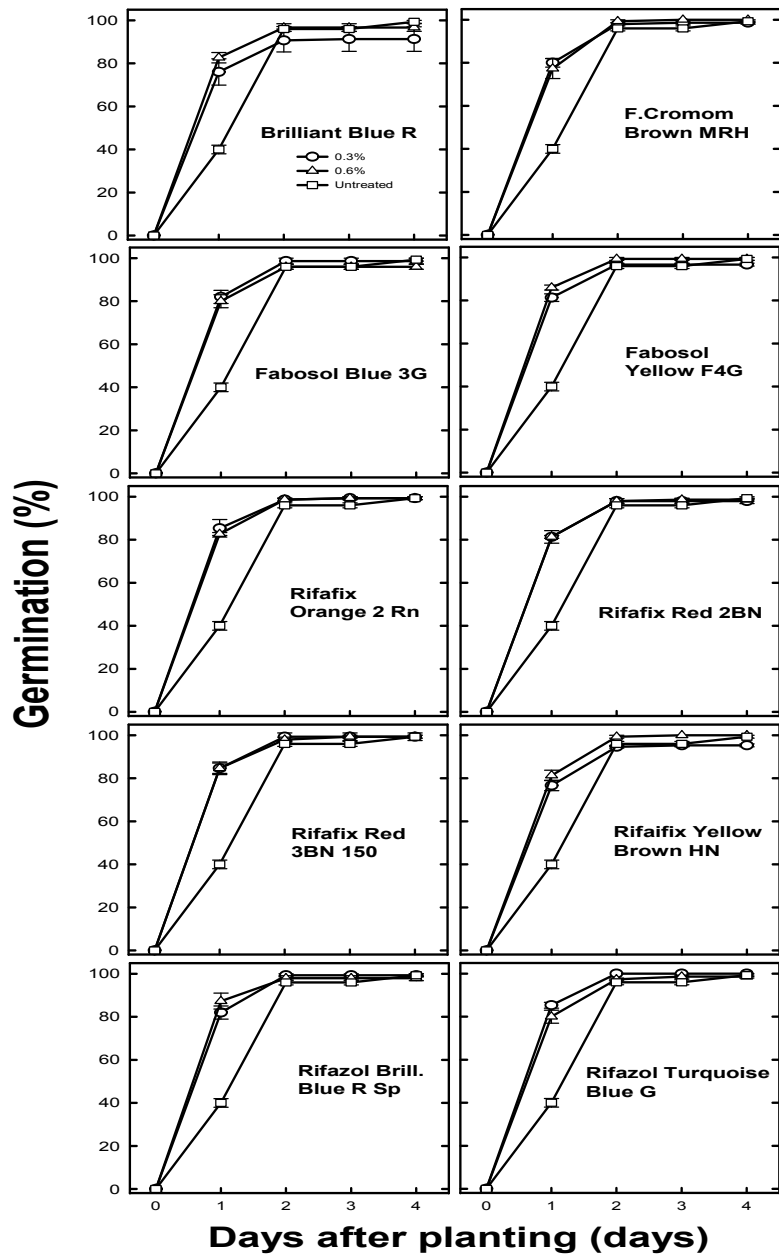 100
80
60
40
20
0
Brilliant Blue R
0.3%
0.6%
Untreated
F.Cromom
Brown MRH
100
80
60
40
20
0
Fabosol Blue 3G
Fabosol
Yellow F4G
100
80
60
40
20
0
Rifafix
Orange 2 Rn
Rifafix Red 2BN
100
80
60
40
20
0
Rifafix Red
3BN 150
Rifaifix Yellow
Brown HN
100
80
60
40
20
0
Rifazol Brill.
Blue R Sp
Rifazol Turquoise
Blue G
0 1 2 3 4
0 1 2 3 4
Germination (%)
Days after planting (days)